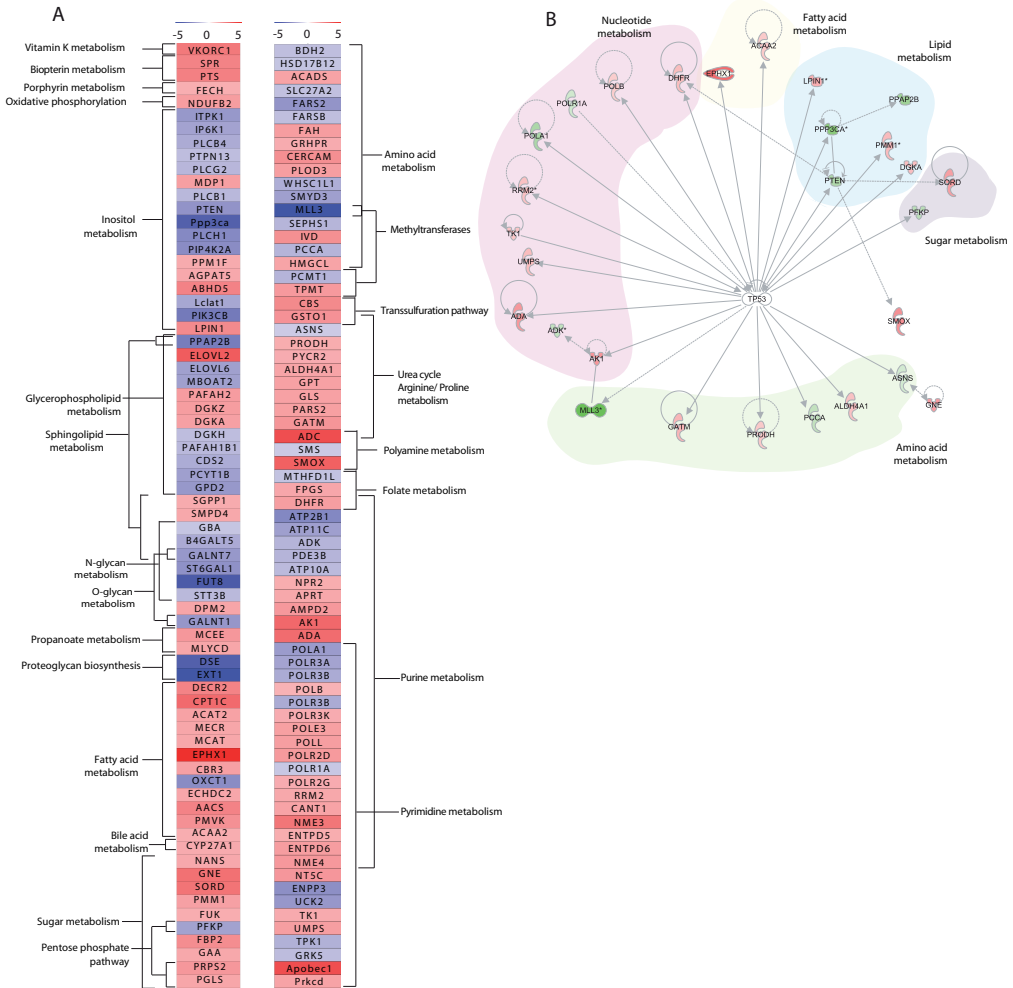 A
-5 0 5
-5 0 5
Vitamin K metabolism
Biopterin metabolism
Porphyrin metabolism
Oxidative phosphorylation
Inositol
metabolism
Glycerophospholipid
metabolism
Sphingolipid
metabolism
N-glycan
metabolism
O-glycan
metabolism
Propanoate metabolism
Proteoglycan biosynthesis
Fatty acid
metabolism
Bile acid
metabolism
Sugar metabolism
Pentose phosphate
pathway
VKORC1
SPR
PTS
FECH
NDUFB2
ITPK1
IP6K1
PLCB4
PTPN13
PLCG2
MDP1
PLCB1
PTEN
Ppp3ca
PLCH1
PIP4K2A
PPM1F
AGPAT5
ABHD5
Lclat1
PIK3CB
LPIN1
PPAP2B
ELOVL2
ELOVL6
MBOAT2
PAFAH2
DGKZ
DGKA
DGKH
PAFAH1B1
CDS2
PCYT1B
GPD2
SGPP1
SMPD4
GBA
B4GALT5
GALNT7
ST6GAL1
FUT8
STT3B
DPM2
GALNT1
MCEE
MLYCD
DSE
EXT1
DECR2
CPT1C
ACAT2
MECR
MCAT
EPHX1
CBR3
OXCT1
ECHDC2
AACS
PMVK
ACAA2
CYP27A1
NANS
GNE
SORD
PMM1
FUK
PFKP
FBP2
GAA
PRPS2
PGLS
BDH2
HSD17B12
ACADS
SLC27A2
FARS2
FARSB
FAH
GRHPR
CERCAM
PLOD3
WHSC1L1
SMYD3
MLL3
SEPHS1
IVD
PCCA
HMGCL
PCMT1
TPMT
CBS
GSTO1
ASNS
PRODH
PYCR2
ALDH4A1
GPT
GLS
PARS2
GATM
ADC
SMS
SMOX
MTHFD1L
FPGS
DHFR
ATP2B1
ATP11C
ADK
PDE3B
ATP10A
NPR2
APRT
AMPD2
AK1
ADA
POLA1
POLR3A
POLR3B
POLB
POLR3B
POLR3K
POLE3
POLL
POLR2D
POLR1A
POLR2G
RRM2
CANT1
NME3
ENTPD5
ENTPD6
NME4
NT5C
ENPP3
UCK2
TK1
UMPS
TPK1
GRK5
Apobec1
Prkcd
Amino acid
metabolism
Methyltransferases
Transsulfuration pathway
Urea cycle
Arginine/ Proline
metabolism
Polyamine metabolism
Folate metabolism
Purine metabolism
Pyrimidine metabolism
B
Nucleotide
metabolism
Fatty acid
metabolism
Lipid
metabolism
Sugar metabolism
Amino acid
metabolism
ACAA2
EPHX1
DHFR
POLB
POLR1A
POLA1
RRM2*
TK1
UMPS
ADA
ADK*
AK1
MLL3*
GATM
PRODH
PCCA
ALDH4A1
ASNS
GNE
SMOX
TP53
LPIN1*
PPAP2B
PPP3CA*
PMM1*
DGKA
PTEN
SORD
PFKP